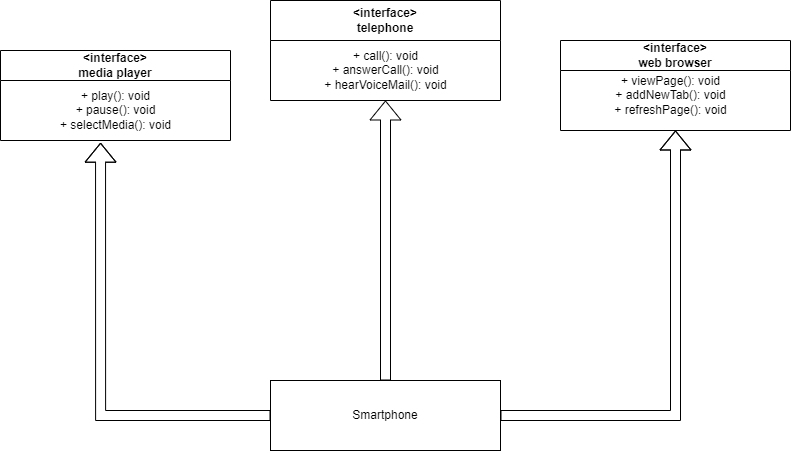 <interface>
media player
+ play(): void
+ pause(): void
+ selectMedia(): void
<interface>
telephone
+ call(): void
+ answerCall(): void
+ hearVoiceMail(): void
<interface>
web browser
+ viewPage(): void
+ addNewTab(): void
+ refreshPage(): void
Smartphone